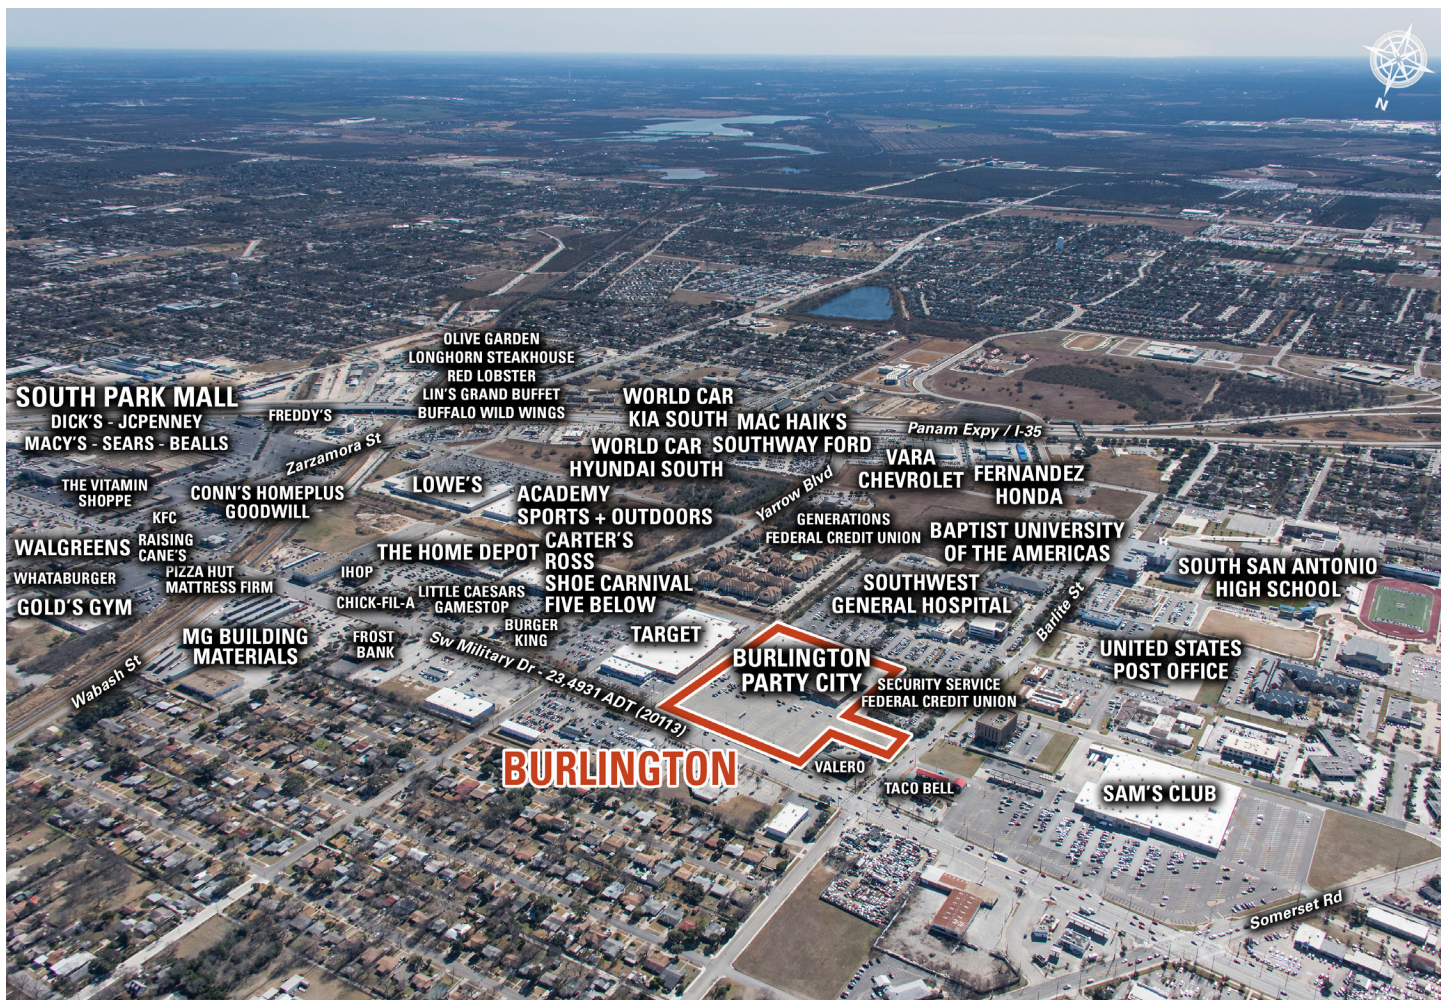 N
OLIVE GARDEN
LONGHORN STEAKHOUSE
RED LOBSTER
LIN'S GRAND BUFFET
BUFFALO WILD WINGS
SOUTH PARK MALL
DICK'S - JCPENNEY
MACY'S - SEARS - BEALLS
FREDDY'S
Zarzamora St
WORLD CAR
KIA SOUTH
MAC HAIK'S
SOUTHWAY FORD
WORLD CAR
HYUNDAI SOUTH
Panam Expy / I-35
VARA
CHEVROLET
FERNANDEZ
HONDA
THE VITAMIN
SHOPPE
CONN'S HOMEPLUS
GOODWILL
LOWE'S
ACADEMY
SPORTS + OUTDOORS
CARTER'S
ROSS
SHOE CARNIVAL
FIVE BELOW
Yarrow Blvd
GENERATIONS
FEDERAL CREDIT UNION
BAPTIST UNIVERSITY
OF THE AMERICAS
KFC
RAISING
CANE'S
WALGREENS
THE HOME DEPOT
WHATABURGER
PIZZA HUT
MATTRESS FIRM
IHOP
SOUTH SAN ANTONIO
HIGH SCHOOL
GOLD'S GYM
CHICK-FIL-A
LITTLE CAESARS
GAMESTOP
SOUTHWEST
GENERAL HOSPITAL
Barlite St
MG BUILDING
MATERIALS
FROST
BANK
BURGER
KING
TARGET
Sw Military Dr - 23,4931 ADT (20113)
BURLINGTON
PARTY CITY
UNITED STATES
POST OFFICE
Wabash St
SECURITY SERVICE
FEDERAL CREDIT UNION
BURLINGTON
VALERO
TACO BELL
SAM'S CLUB
Somerset Rd